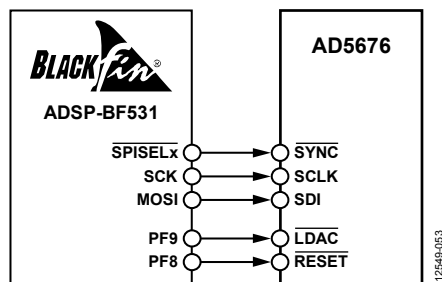 BLACKfin®
ADSP-BF531
AD5676
SPISELx
SYNC
SCK
SCLK
MOSI
SDI
PF9
LDAC
PF8
RESET
12549-053